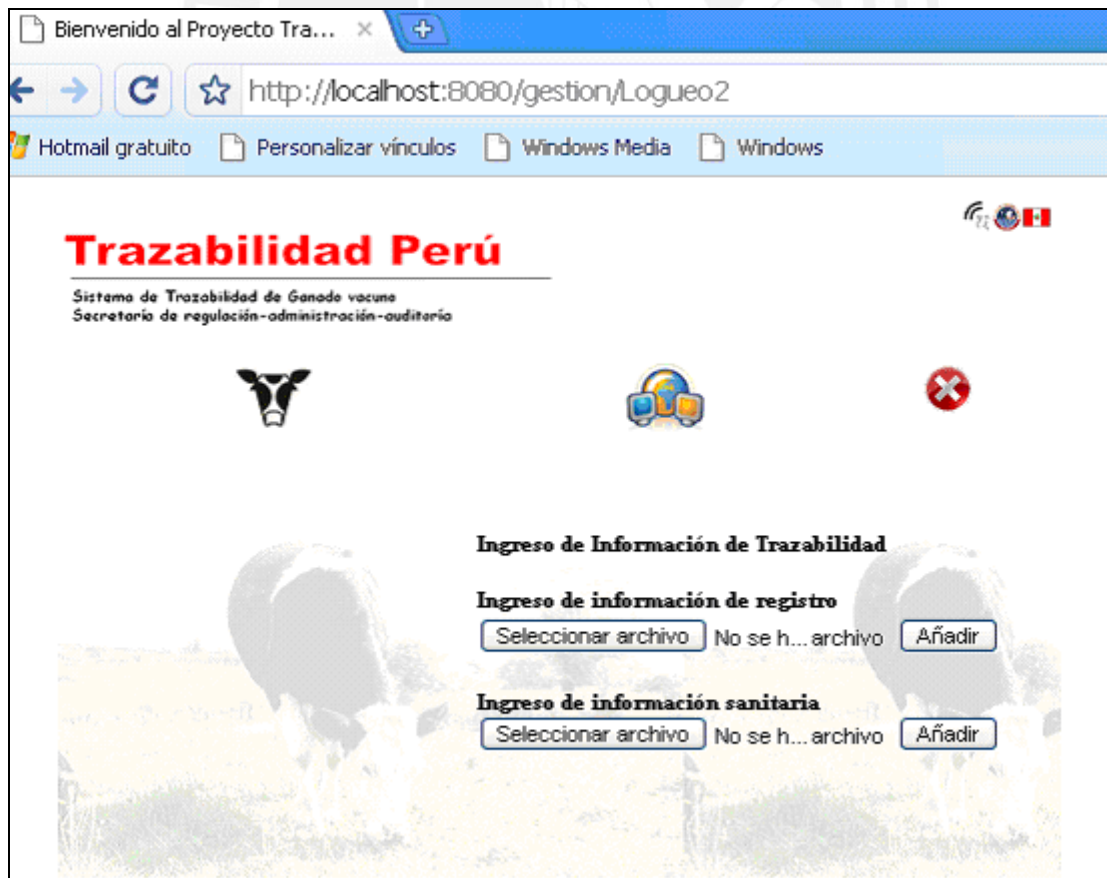 Bienvenido al Proyecto Tra...
http://localhost:8080/gestion/Logueo2
Hotmail gratuito Personalizar vínculos Windows Media Windows
Trazabilidad Perú
Sistema de Trazabilidad de Ganado vacuno
Secretaría de regulación-administración-auditoría
Ingreso de Información de Trazabilidad
Ingreso de información de registro
Seleccionar archivo No se h... archivo Añadir
Ingreso de información sanitaria
Seleccionar archivo No se h... archivo Añadir